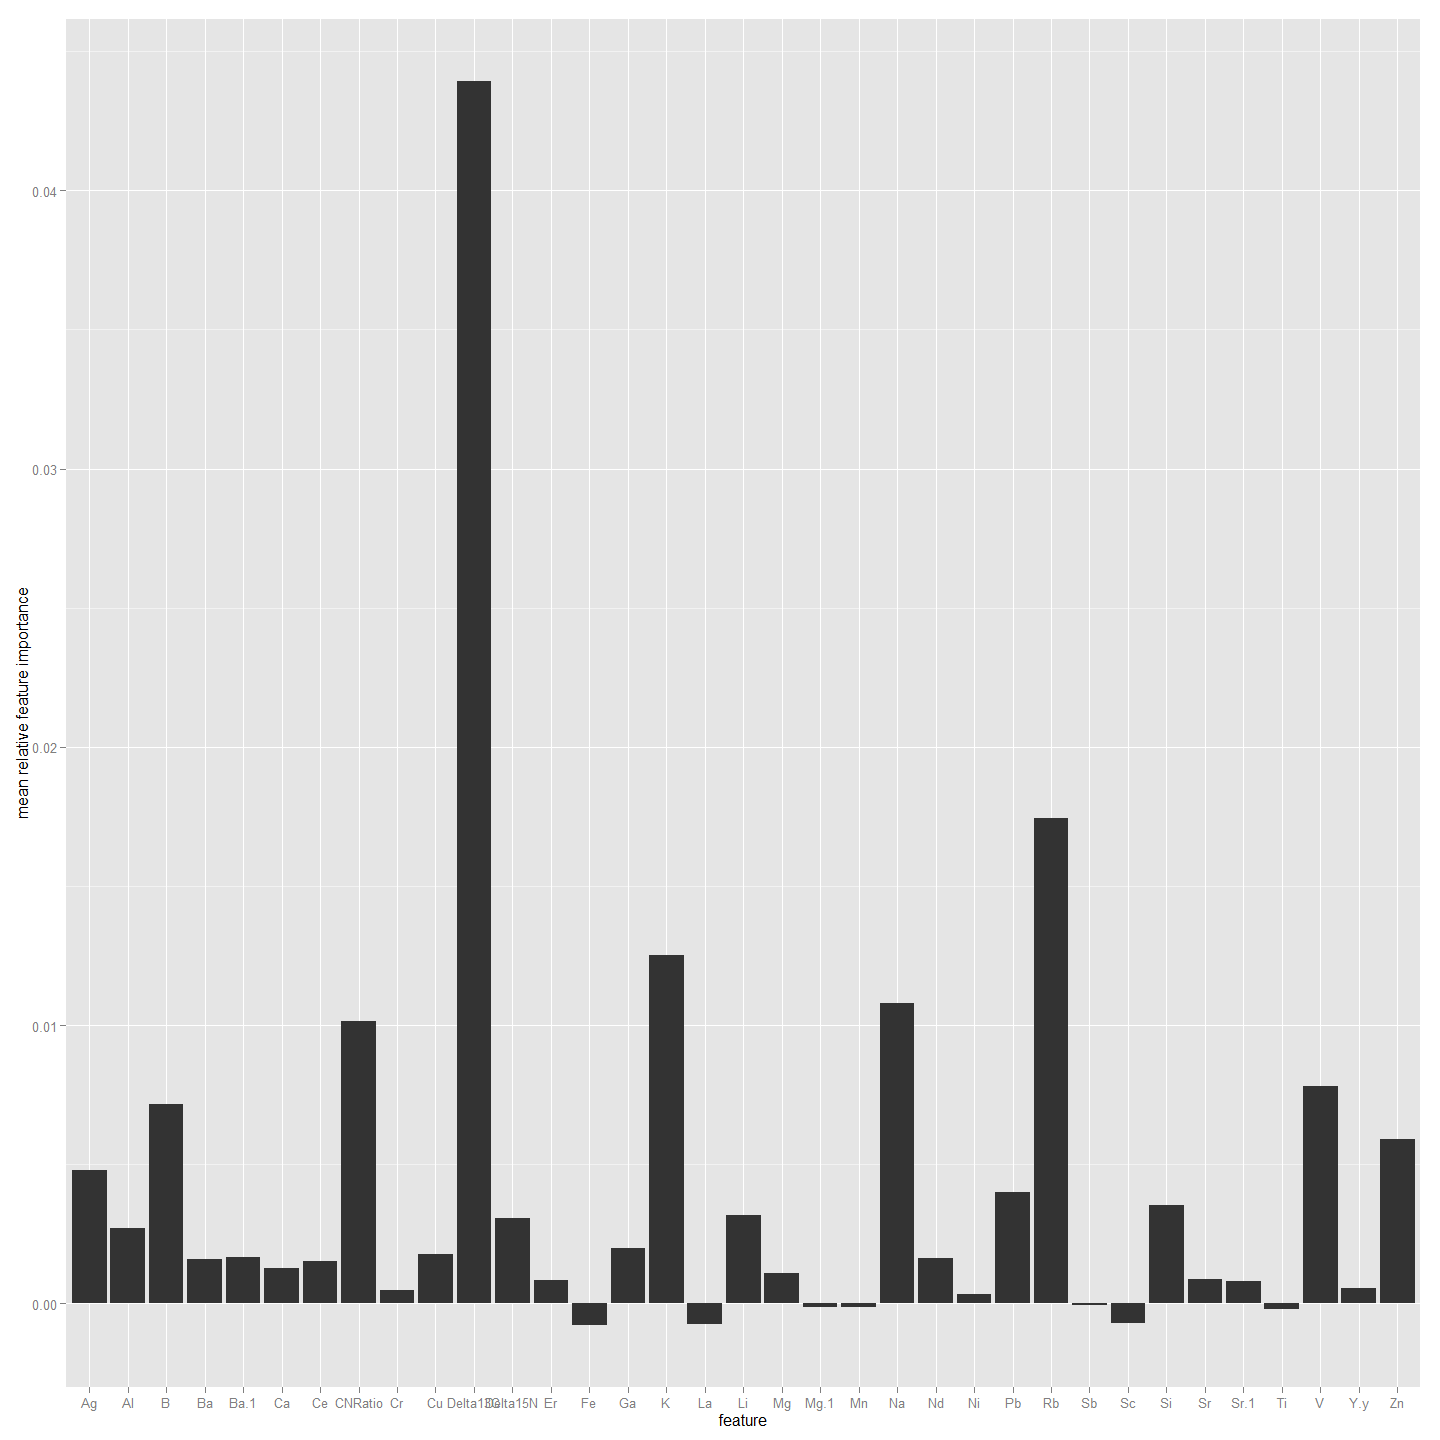 mean relative feature importance
0.04
0.03
0.02
0.01
0.00
Ag Al B Ba Ba.1 Ca Ce CNRatio Cr Cu Delta13C Delta15N Er Fe Ga K La Li Mg Mg.1 Mn Na Nd Ni Pb Rb Sb Sc Si Sr Sr.1 Ti V Y.y Zn
feature